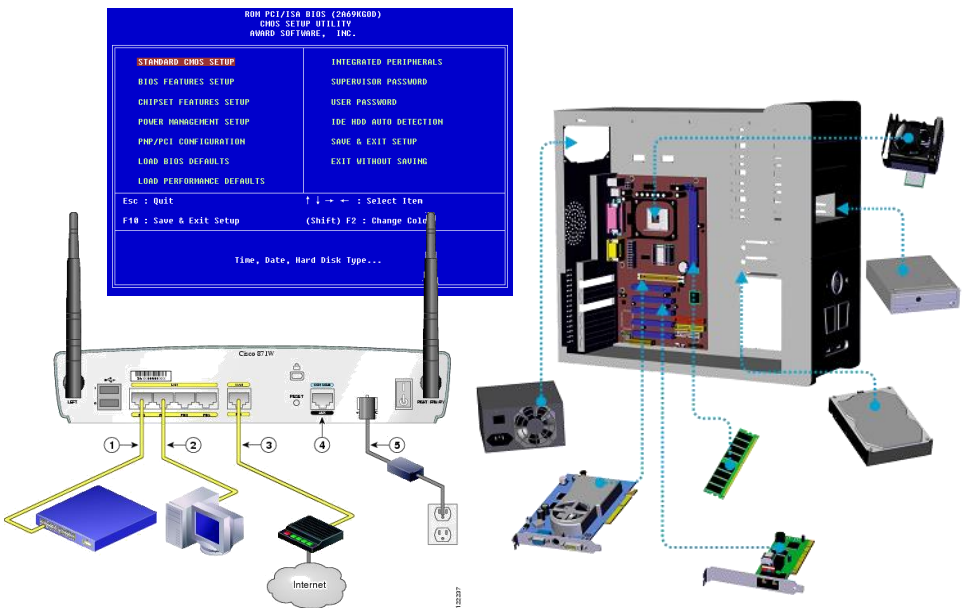 ROM PCI/ISA BIOS (2A69KG0D)
CMOS SETUP UTILITY
AWARD SOFTWARE, INC.
STANDARD CMOS SETUP
BIOS FEATURES SETUP
CHIPSET FEATURES SETUP
POWER MANAGEMENT SETUP
PNP/PCI CONFIGURATION
LOAD BIOS DEFAULTS
LOAD PERFORMANCE DEFAULTS
INTEGRATED PERIPHERALS
SUPERVISOR PASSWORD
USER PASSWORD
IDE HDD AUTO DETECTION
SAVE & EXIT SETUP
EXIT WITHOUT SAVING
Esc : Quit
↑ ↓ → ← : Select Item
F10 : Save & Exit Setup
(Shift) F2 : Change Colo
Time, Date, Hard Disk Type...
Cisco 871W
LEFT
RESET
1
2
3
4
5
Internet
122237